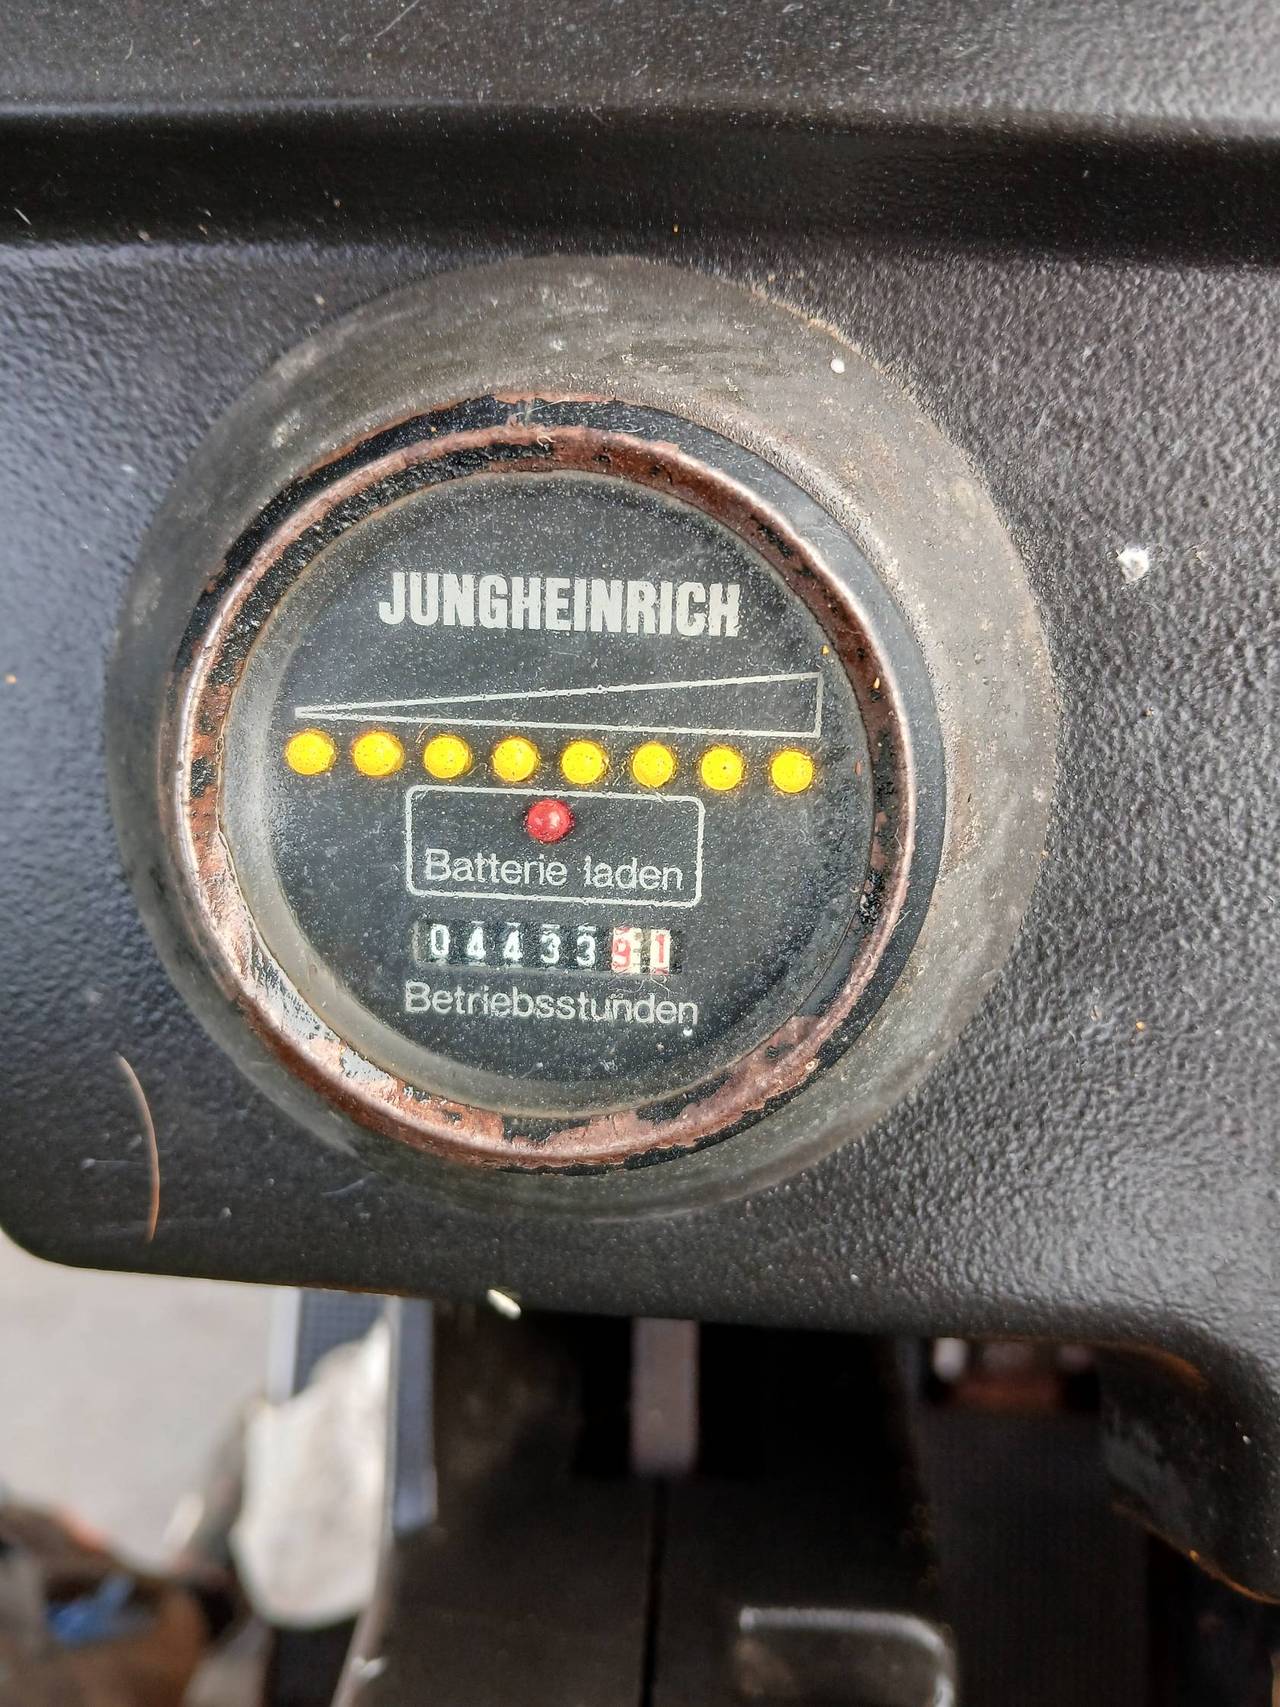 JUNGHEINRICH
Batterie laden
0443391
Betriebsstunden